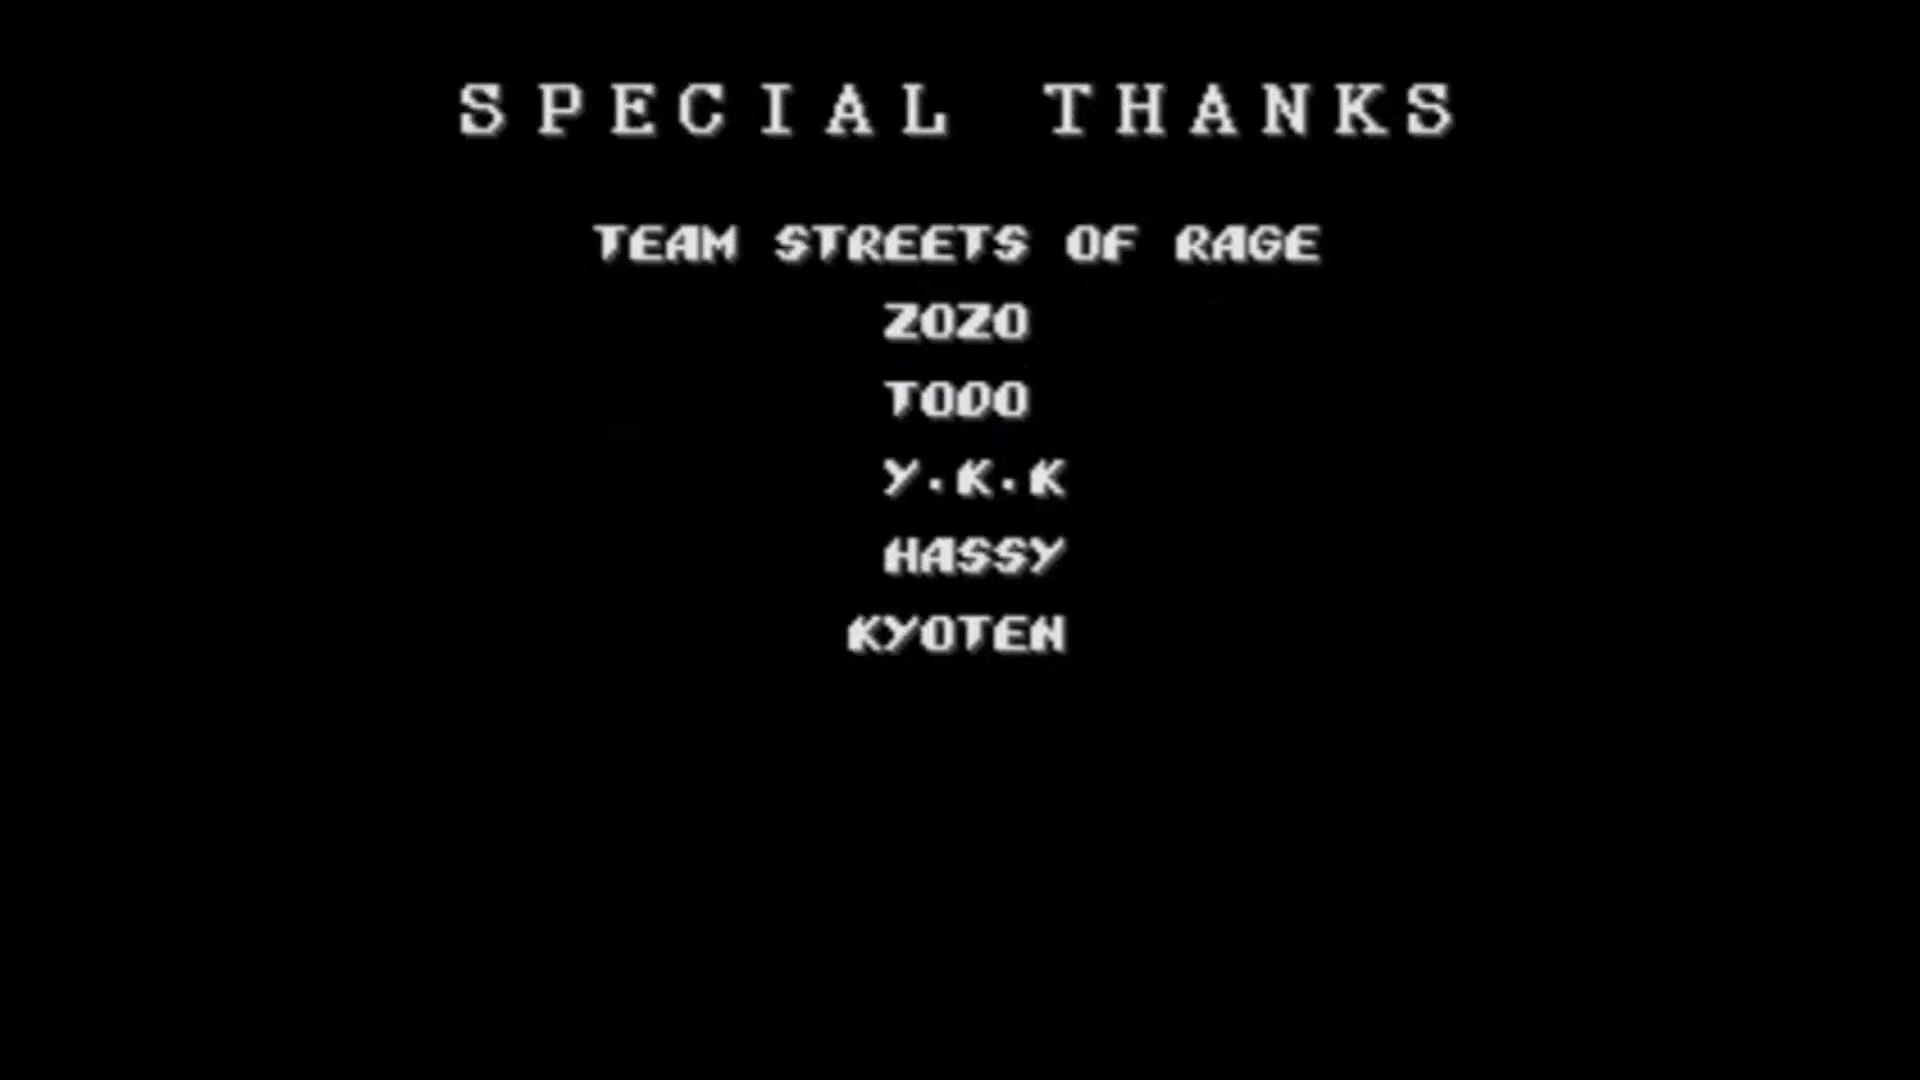 SPECIAL THANKS
TEAM STREETS OF RAGE
ZOZO
TODO
Y.K.K
HASSY
KYOTEN